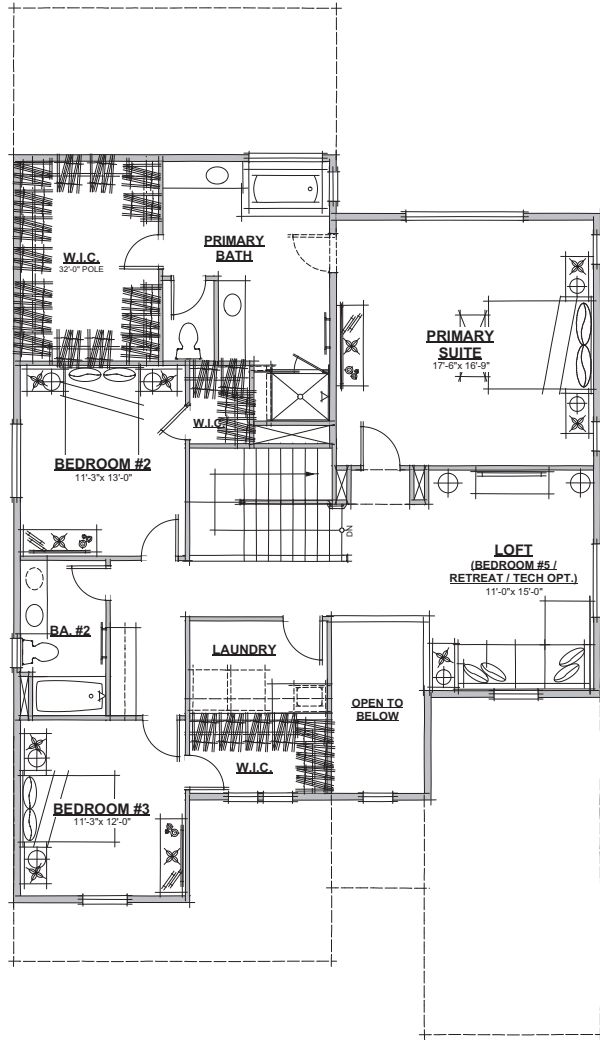 PRIMARY
BATH
W.I.C.
32'-0" POLE
PRIMARY
SUITE
17'-6"x 16'-9"
W.I.C.
BEDROOM #2
11'-3"x 13'-0"
DN
LOFT
(BEDROOM #5 /
RETREAT / TECH OPT.)
11'-0"x 15'-0"
BA. #2
LAUNDRY
OPEN TO
BELOW
W.I.C.
BEDROOM #3
11'-3"x 12'-0"